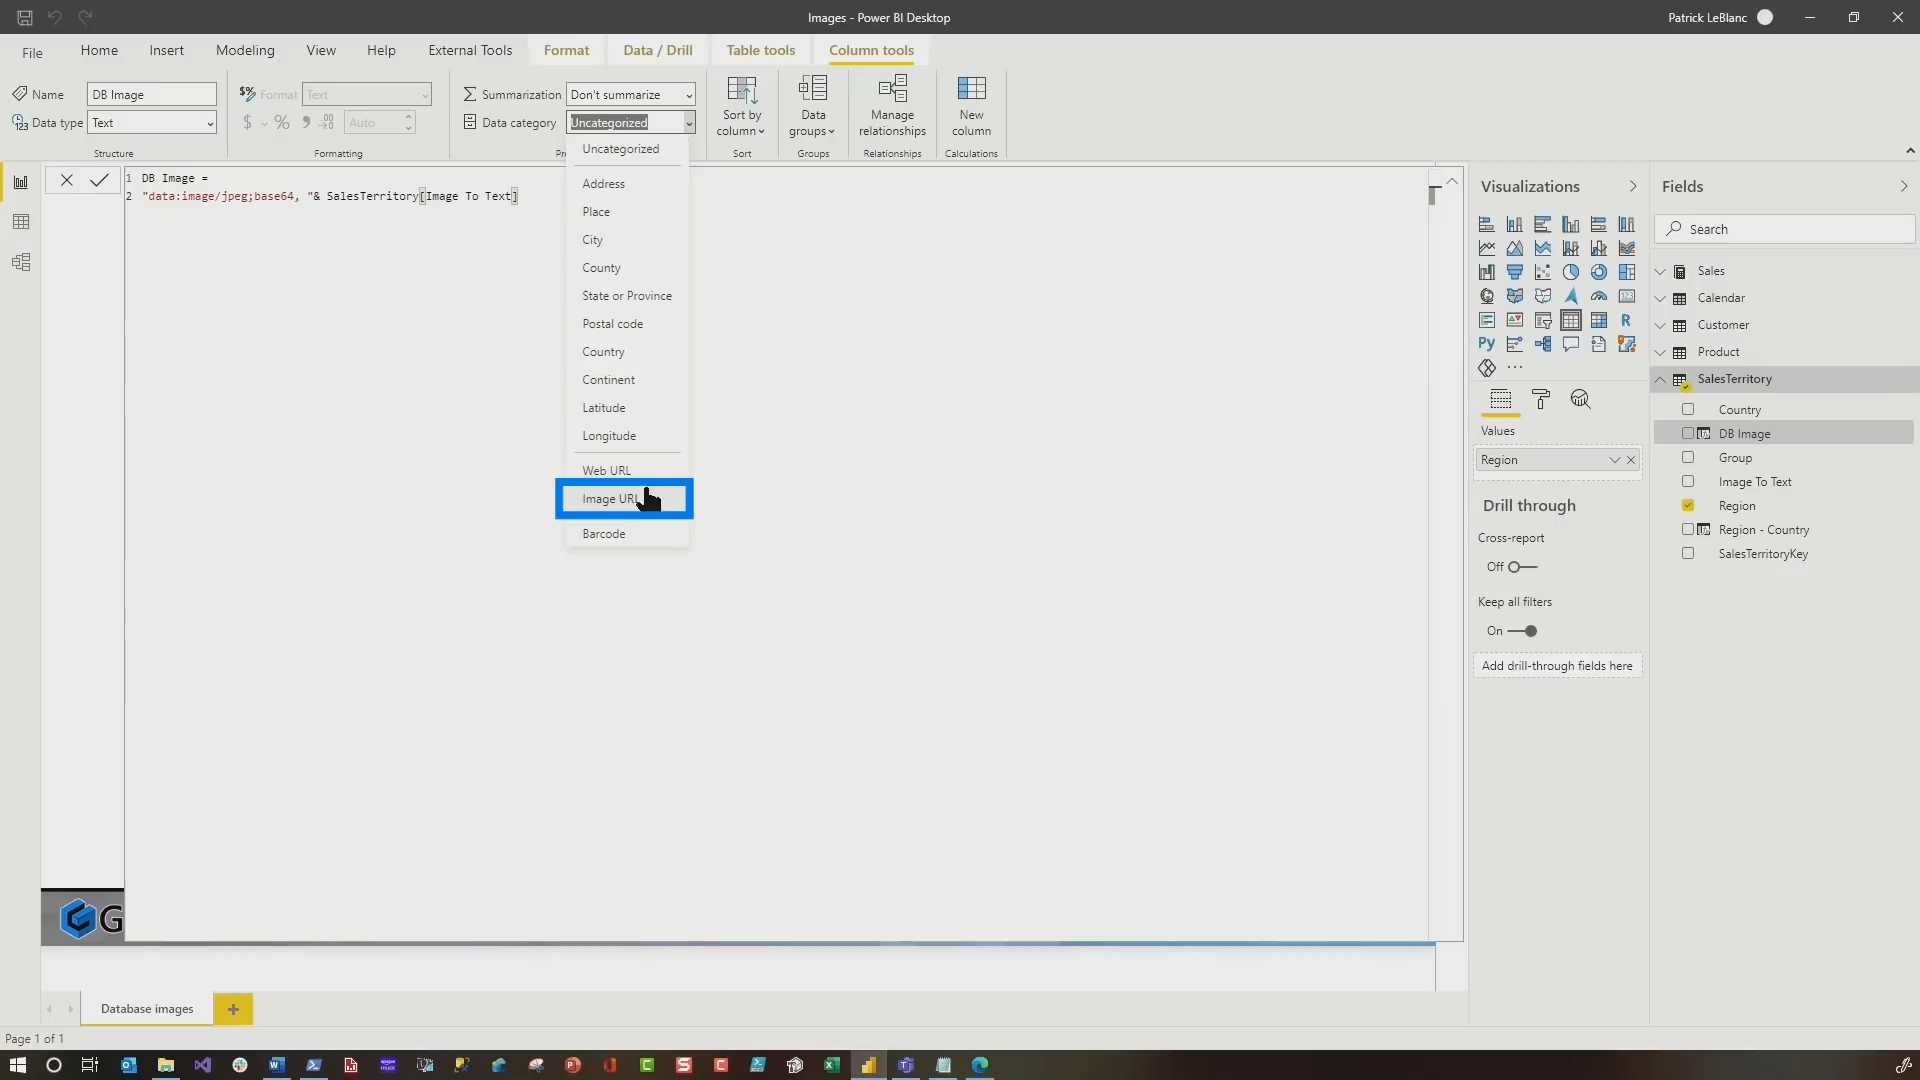 Images - Power BI Desktop
Patrick LeBlanc
File
Home
Insert
Modeling
View
Help
External Tools
Format
Data / Drill
Table tools
Column tools
Name
DB Image
Data type
Text
Structure
Format
Text
$
%
Auto
Formatting
Summarization
Don't summarize
Data category
Uncategorized
Sort by
column
Sort
Data
groups
Groups
Manage
relationships
Relationships
New
column
Calculations
Uncategorized
Address
Place
City
County
State or Province
Postal code
Country
Continent
Latitude
Longitude
Web URL
Image URL
Barcode
1 DB Image =
2 "data:image/jpeg;base64, "& SalesTerritory[Image To Text]
Visualizations
Values
Region
Drill through
Cross-report
Off
Keep all filters
On
Add drill-through fields here
Fields
Search
Sales
Calendar
Customer
Product
SalesTerritory
Country
DB Image
Group
Image To Text
Region
Region - Country
SalesTerritoryKey
G
Database images
Page 1 of 1